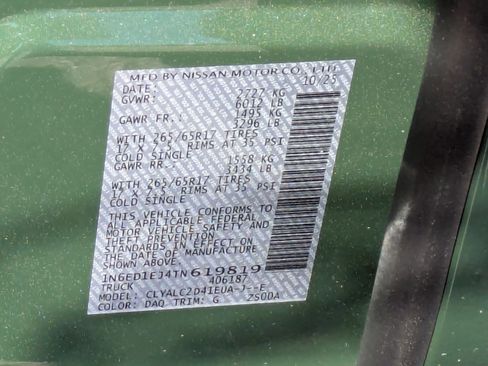 MFD BY NISSAN MOTOR CO., LTD.
DATE: 10/25
GVWR: 2727 KG
6012 LB
GAWR FR.: 1495 KG
3296 LB
WITH 265/65R17 TIRES
17 X 7.5 RIMS AT 35 PSI
COLD SINGLE
GAWR RR. 1558 KG
3434 LB
WITH 265/65R17 TIRES
17 X 7.5 RIMS AT 35 PSI
COLD SINGLE
THIS VEHICLE CONFORMS TO
ALL APPLICABLE FEDERAL
MOTOR VEHICLE SAFETY AND
THEFT PREVENTION
STANDARDS IN EFFECT ON
THE DATE OF MANUFACTURE
SHOWN ABOVE.
1N6ED1EJ4TN619819
TRUCK 406187
MODEL: CLYALC2D41EUA-J--E
COLOR: DAQ TRIM: G ZSODA